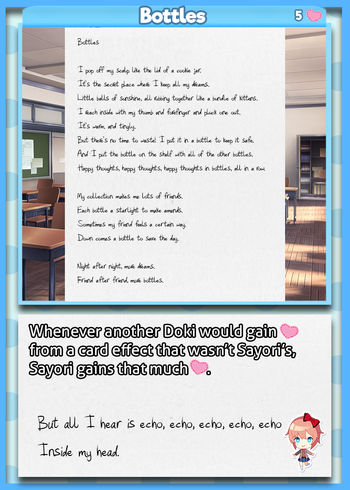 Bottles
5
Bottles
I pop off my scalp like the lid of a cookie jar.
It's the secret place where I keep all my dreams.
Little balls of sunshine, all rubbing together like a bundle of kittens.
I reach inside with my thumb and forefinger and pluck one out.
It's warm and tingly.
But there's no time to waste! I put it in a bottle to keep it safe.
And I put the bottle on the shelf with all of the other bottles.
Happy thoughts, happy thoughts, happy thoughts in bottles, all in a row.
My collection makes me lots of friends.
Each bottle a starlight to make amends.
Sometimes my friend feels a certain way.
Down comes a bottle to save the day.
Night after night, more dreams.
Friend after friend, more bottles.
Whenever another Doki would gain
from a card effect that wasn't Sayori's,
Sayori gains that much .
But all I hear is echo, echo, echo, echo, echo
Inside my head.